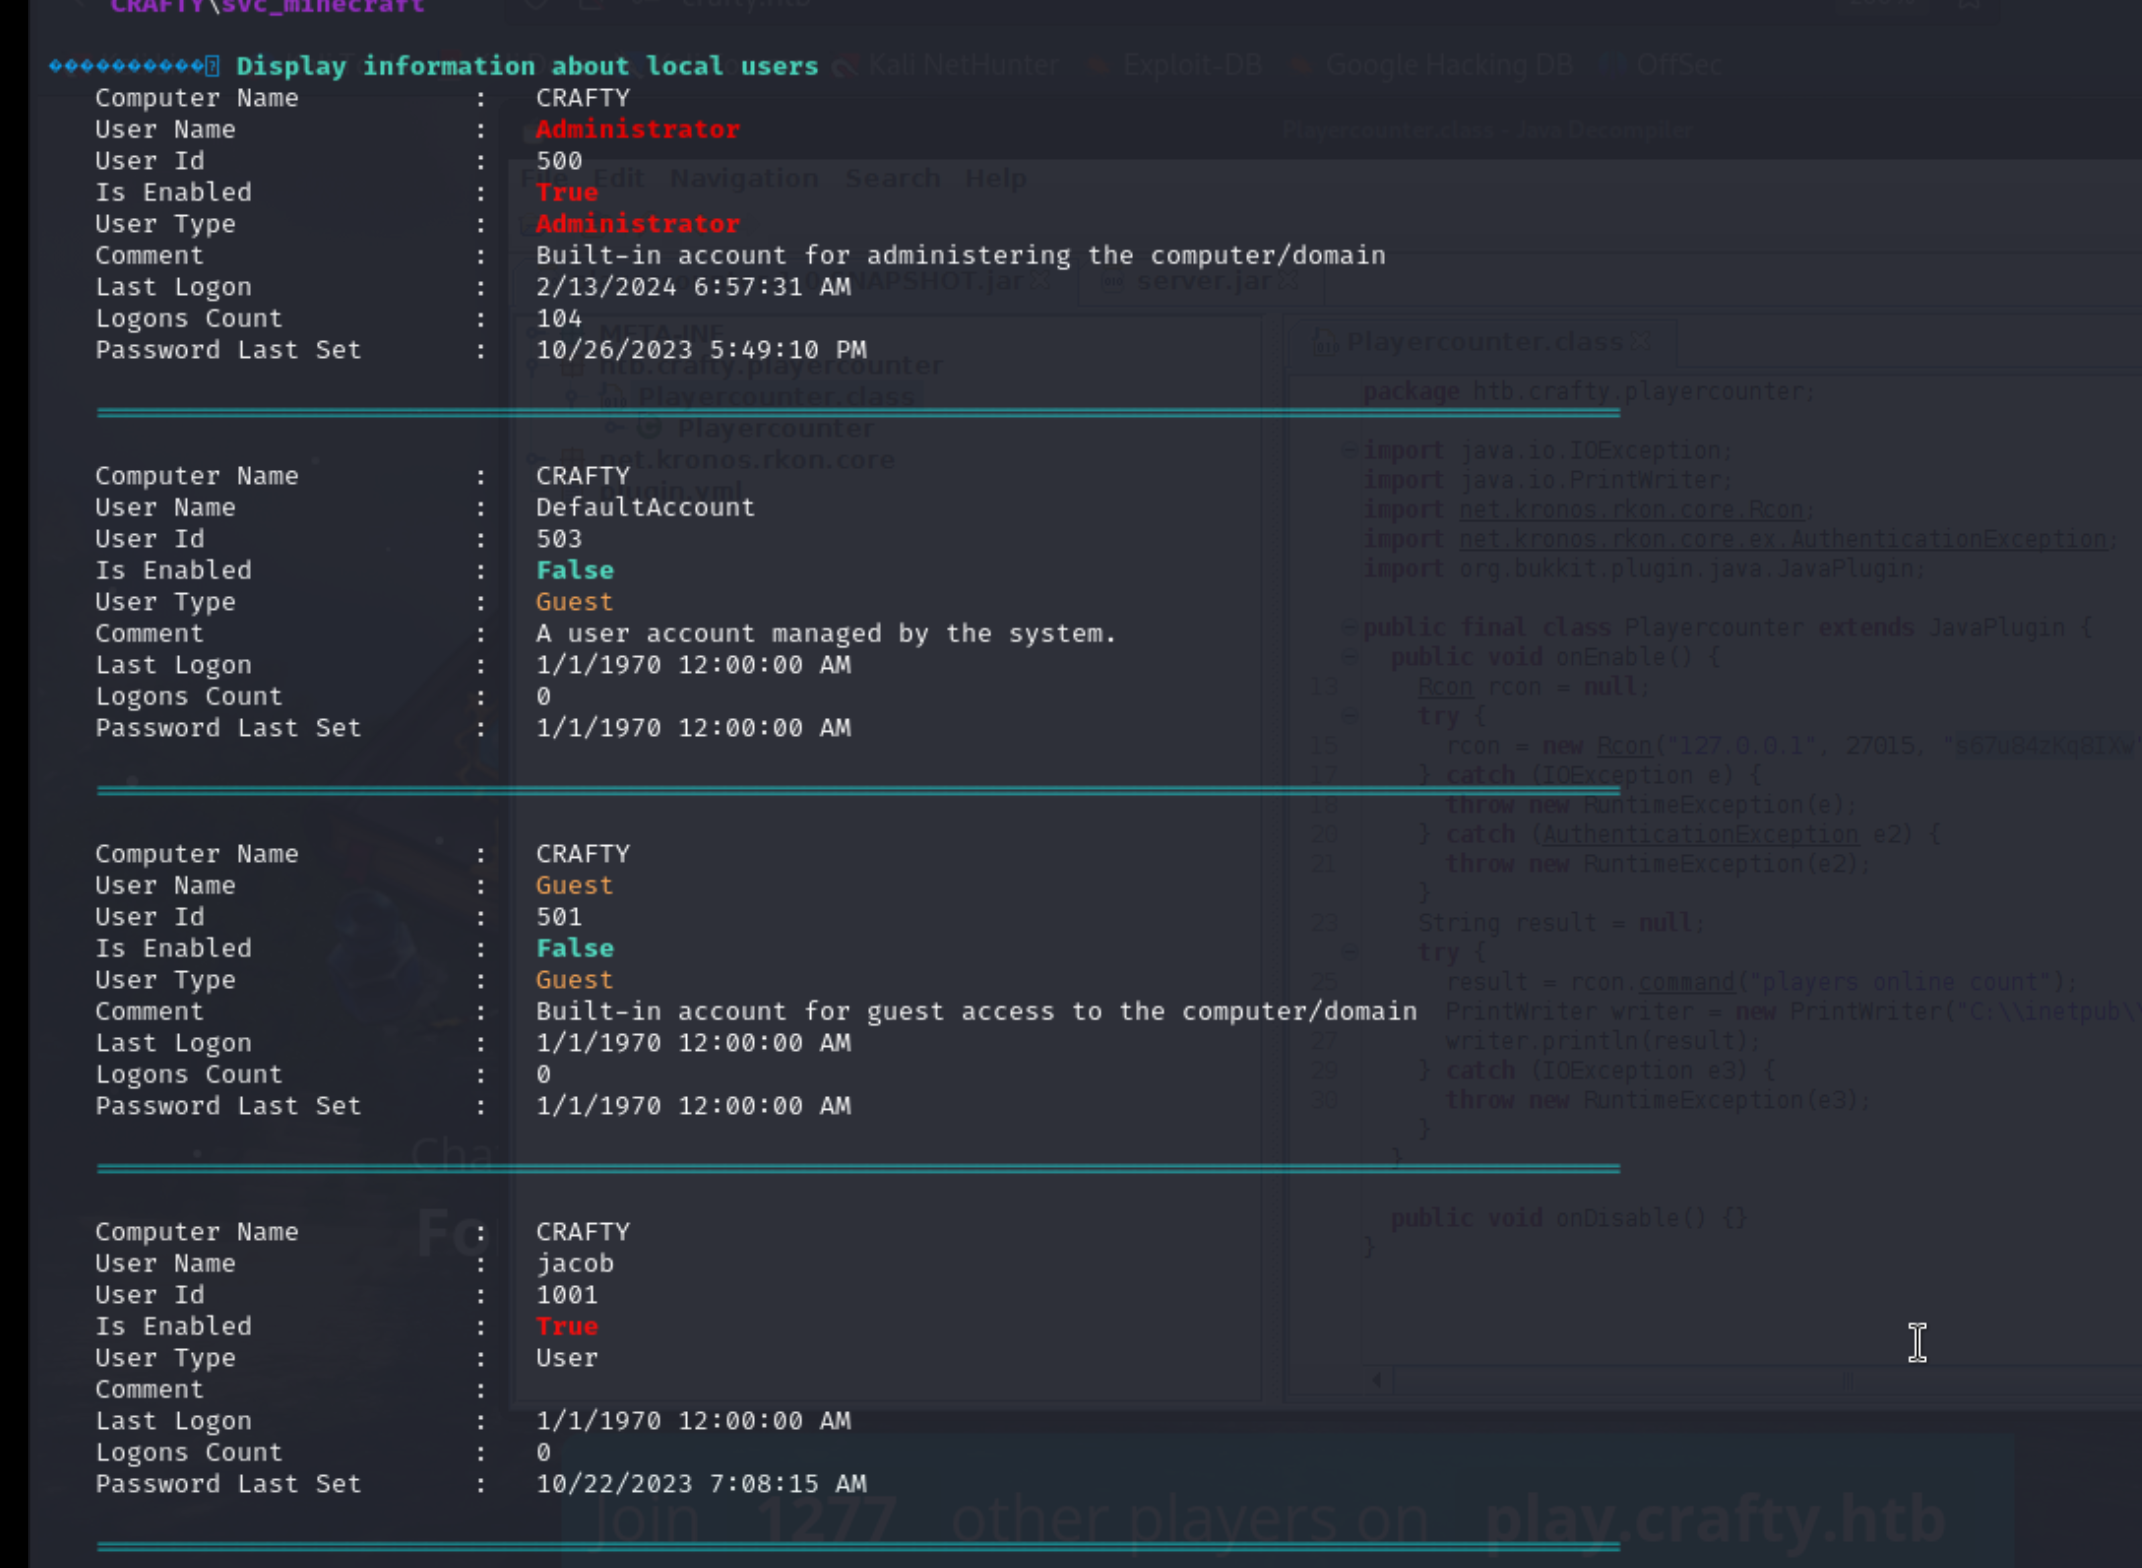 CRAFTY\svc_minecraft
crafty.htb
Display information about local users
Kali NetHunter Exploit-DB Google Hacking DB OffSec
Computer Name : CRAFTY
User Name : Administrator
User Id : 500
Is Enabled : True
User Type : Administrator
Comment : Built-in account for administering the computer/domain
Last Logon : 2/13/2024 6:57:31 AM
Logons Count : 104
Password Last Set : 10/26/2023 5:49:10 PM
Computer Name : CRAFTY
User Name : DefaultAccount
User Id : 503
Is Enabled : False
User Type : Guest
Comment : A user account managed by the system.
Last Logon : 1/1/1970 12:00:00 AM
Logons Count : 0
Password Last Set : 1/1/1970 12:00:00 AM
Computer Name : CRAFTY
User Name : Guest
User Id : 501
Is Enabled : False
User Type : Guest
Comment : Built-in account for guest access to the computer/domain
Last Logon : 1/1/1970 12:00:00 AM
Logons Count : 0
Password Last Set : 1/1/1970 12:00:00 AM
Computer Name : CRAFTY
User Name : jacob
User Id : 1001
Is Enabled : True
User Type : User
Comment :
Last Logon : 1/1/1970 12:00:00 AM
Logons Count : 0
Password Last Set : 10/22/2023 7:08:15 AM
Playercounter.class - Java Decompiler
File Edit Navigation Search Help
SNAPSHOT.jar server.jar
META-INF
htb.crafty.playercounter
Playercounter.class
Playercounter
net.kronos.rkon.core
plugin.yml
Playercounter.class
package htb.crafty.playercounter;
import java.io.IOException;
import java.io.PrintWriter;
import net.kronos.rkon.core.Rcon;
import net.kronos.rkon.core.ex.AuthenticationException;
import org.bukkit.plugin.java.JavaPlugin;
public final class Playercounter extends JavaPlugin {
public void onEnable() {
13 Rcon rcon = null;
try {
15 rcon = new Rcon("127.0.0.1", 27015, "
17 } catch (IOException e) {
18 throw new RuntimeException(e);
20 } catch (AuthenticationException e2) {
21 throw new RuntimeException(e2);
}
23 String result = null;
try {
25 result = rcon.command("players online count");
PrintWriter writer = new PrintWriter("C:\\inetpub\\
27 writer.println(result);
29 } catch (IOException e3) {
30 throw new RuntimeException(e3);
}
}
public void onDisable() {}
}
Join 1277 other players on play.crafty.htb